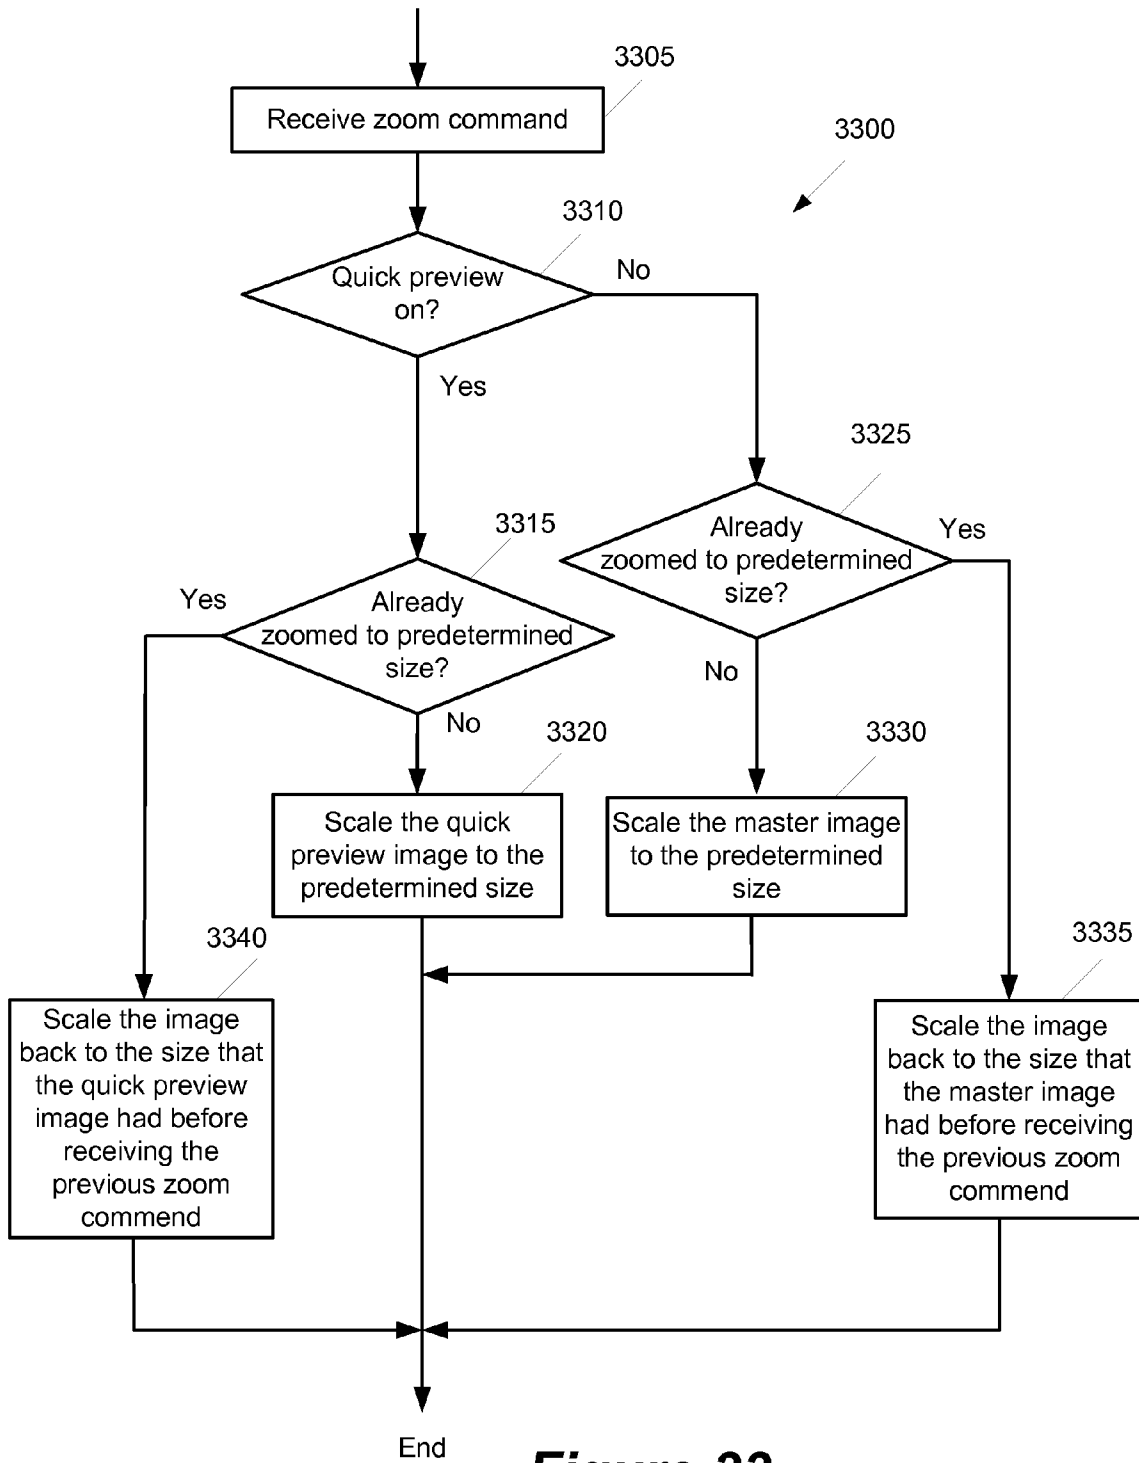 3305
Receive zoom command
3300
3310
Quick preview
on?
No
Yes
3325
3315
Already
zoomed to predetermined
size?
Yes
Yes
Already
zoomed to predetermined
size?
No
No
3320
3330
Scale the quick
preview image to the
predetermined size
Scale the master image
to the predetermined
size
3340
3335
Scale the image
back to the size that
the quick preview
image had before
receiving the
previous zoom
commend
Scale the image
back to the size that
the master image
had before receiving
the previous zoom
commend
End
Figure 33